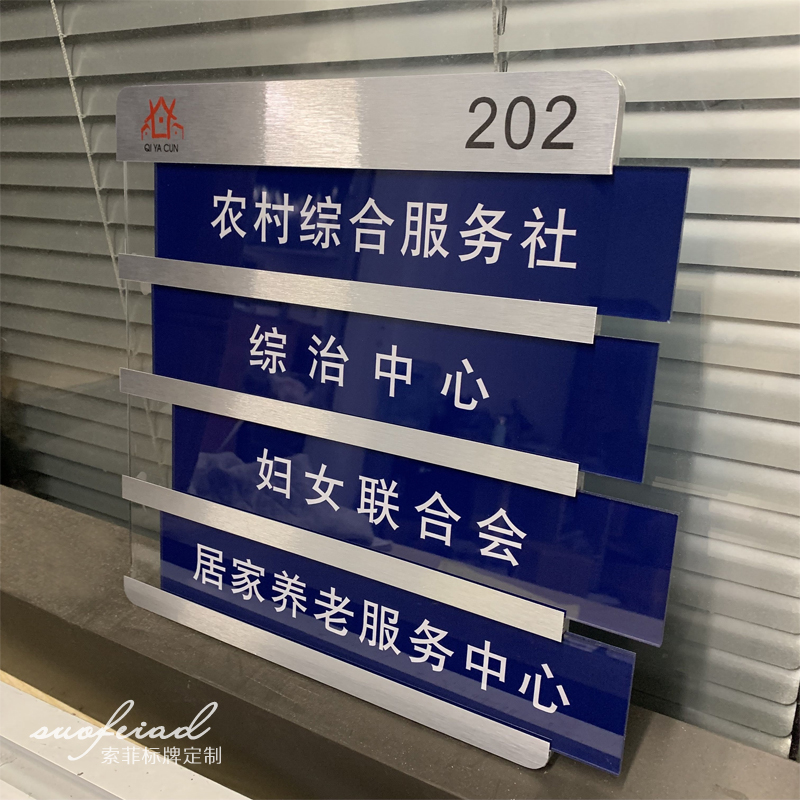 QI YA CUN
202
农村综合服务社
综治中心
妇女联合会
居家养老服务中心
suofeiad
索菲标牌定制